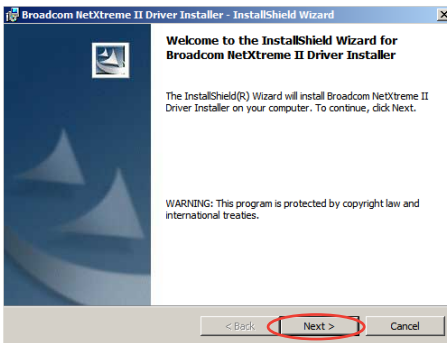 Broadcom NetXtreme II Driver Installer - InstallShield Wizard
Welcome to the InstallShield Wizard for
Broadcom NetXtreme II Driver Installer
The InstallShield(R) Wizard will install Broadcom NetXtreme II
Driver Installer on your computer. To continue, click Next.
WARNING: This program is protected by copyright law and
international treaties.
< Back Next > Cancel